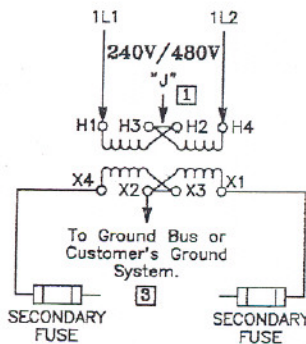 1L1 1L2
240V/480V
"J"
1
H1 H3 H2 H4
X4 X2 X3 X1
To Ground Bus or
Customer's Ground
System.
3
SECONDARY FUSE
SECONDARY FUSE